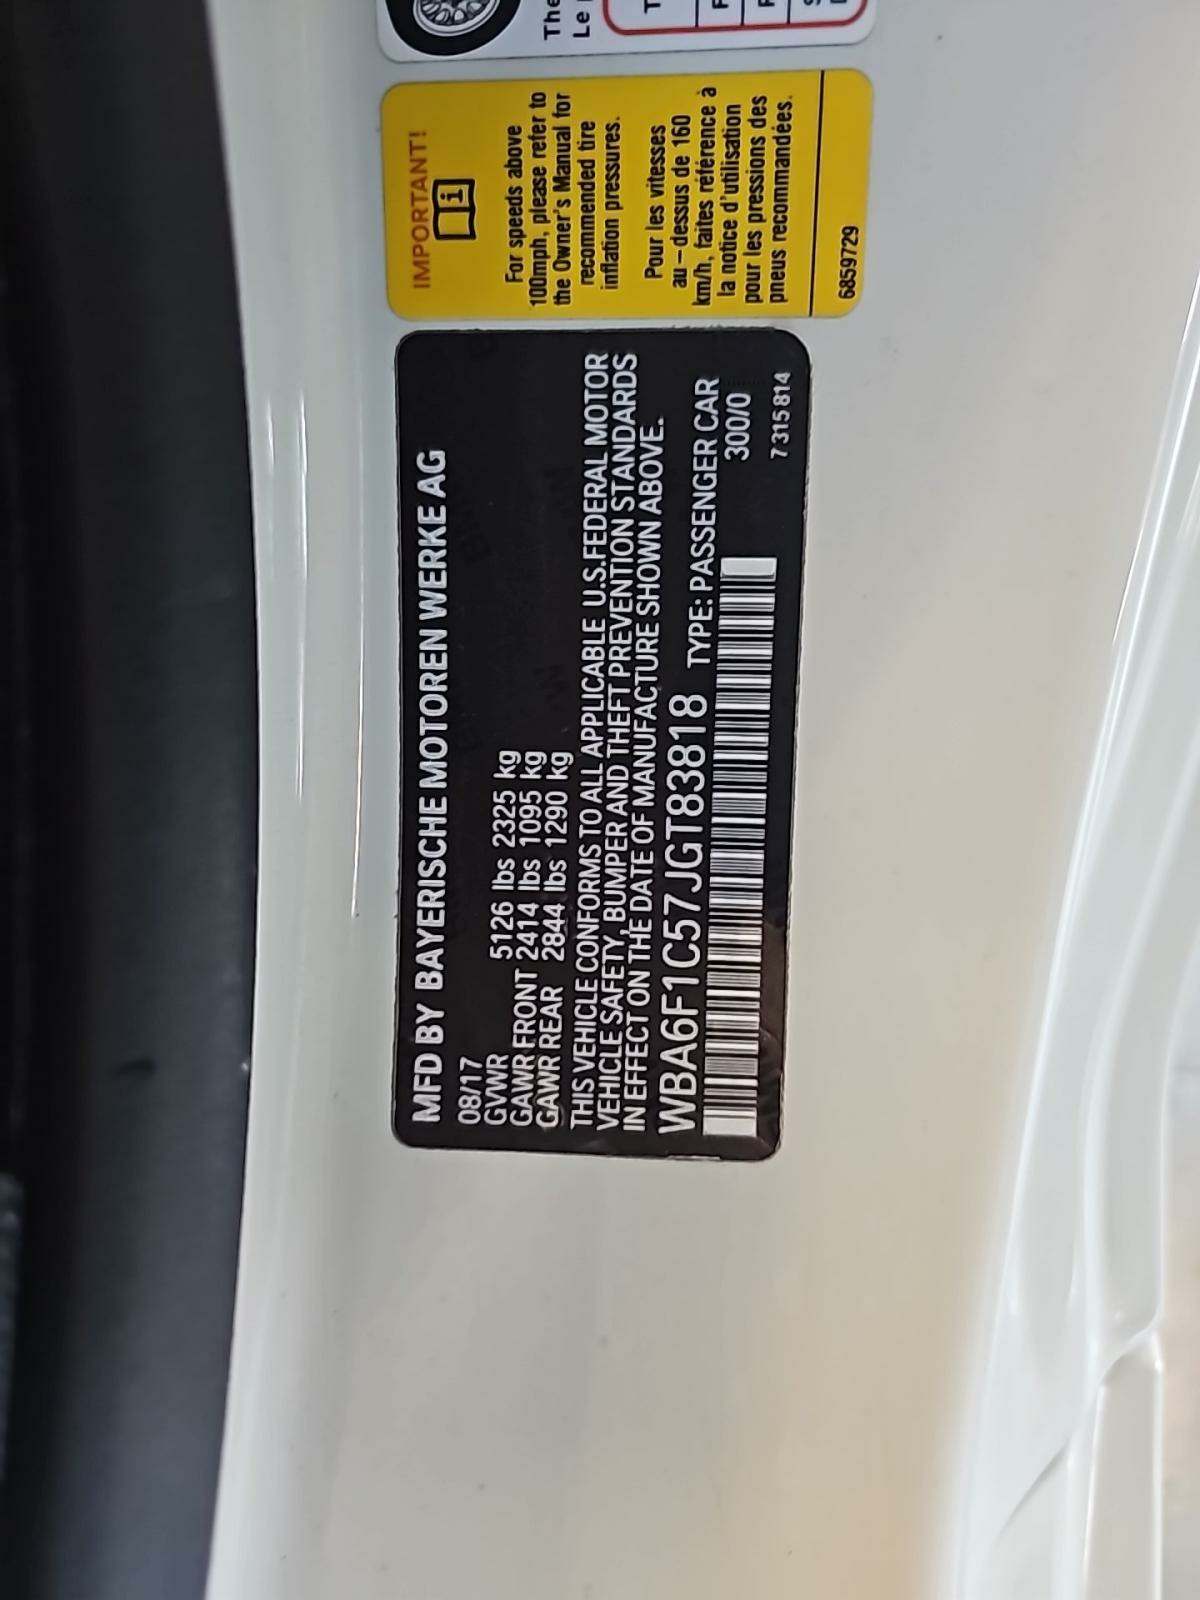 MFD BY BAYERISCHE MOTOREN WERKE AG
08/17
GVWR 5126 lbs 2325 kg
GAWR FRONT 2414 lbs 1095 kg
GAWR REAR 2844 lbs 1290 kg
THIS VEHICLE CONFORMS TO ALL APPLICABLE U.S.FEDERAL MOTOR
VEHICLE SAFETY, BUMPER AND THEFT PREVENTION STANDARDS
IN EFFECT ON THE DATE OF MANUFACTURE SHOWN ABOVE.
WBA6F1C57JGT83818 TYPE: PASSENGER CAR
300/0
7 315 814
IMPORTANT!
For speeds above
100mph, please refer to
the Owner's Manual for
recommended tire
inflation pressures.
Pour les vitesses
au-dessus de 160
km/h, faites référence à
la notice d'utilisation
pour les pressions des
pneus recommandées.
6859729
The
Le